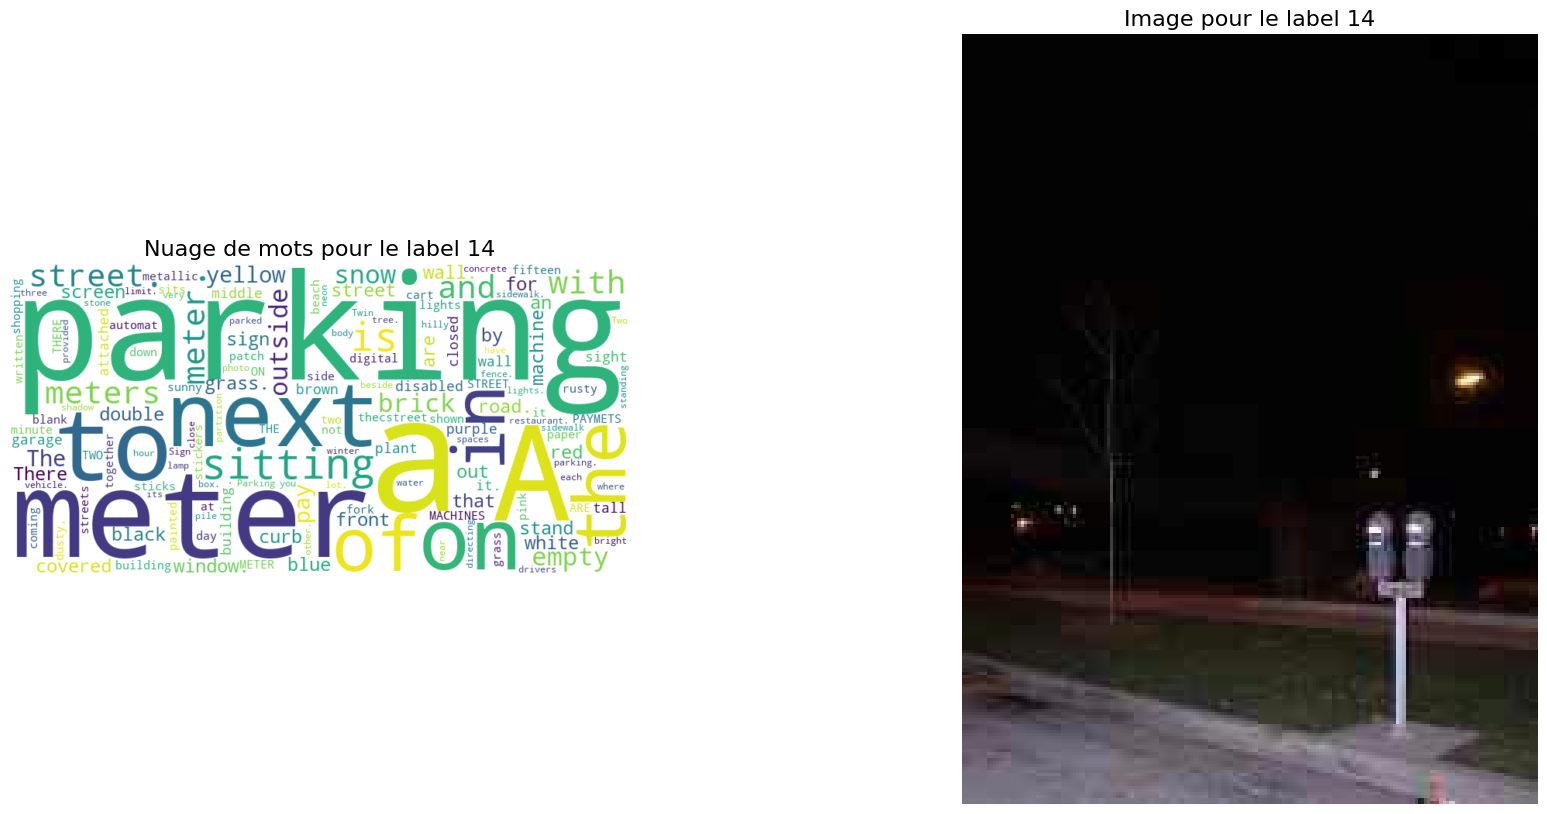 Image pour le label 14
Nuage de mots pour le label 14
street. metallic yellow snow wall. concrete fifteen
three limit. very sits screen middle street cart sidewalk. and for with
shopping stone parking meter outside beach neon lights an
written THERE provided attached automat parked sign Twin tree. hilly Two
down patch body is are closed by machine
photo ON digital wall sight
meters sunny grass. side brown beside disabled STREET lights. rusty standing
shadow double partition next brick road. it
blank THE two thecstreet shown restaurant. PAYMETS
minute to close not purple in sidewalk
garage The TWO together hour Sign stickers winter plant spaces paper
There lamp sitting out red parking. the
vehicle. sticks box. Parking you lot. water a it. A each where
its meter at other pay fork that pink ARE tall
coming streets pile front MACHINES
dusty, black painted day building. curb of near on directing grass stand white bright
covered building window. METER blue empty
drivers fence. have